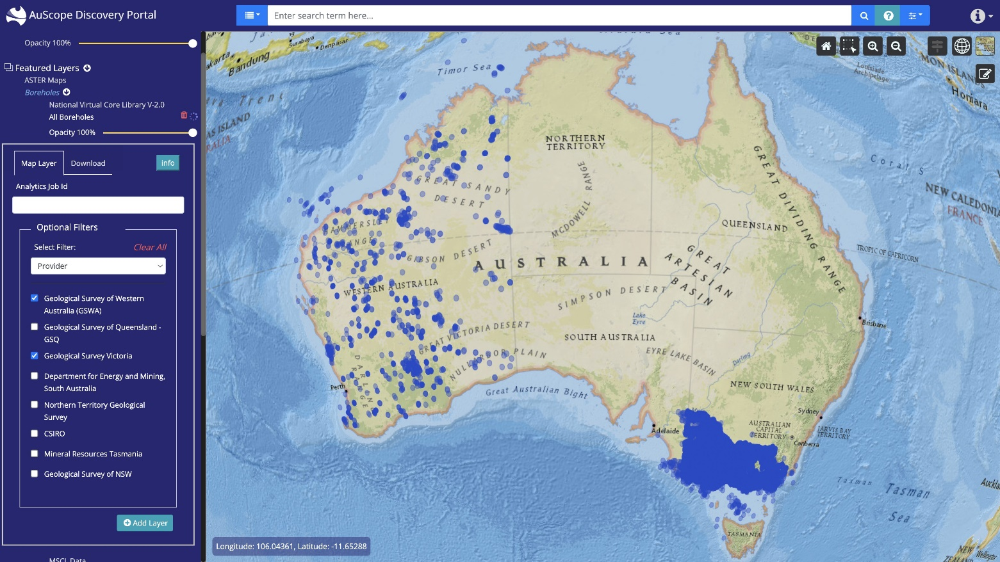 AuScope Discovery Portal
Enter search term here...
Opacity 100%
Featured Layers
ASTER Maps
Boreholes
National Virtual Core Library V-2.0
All Boreholes
Opacity 100%
Map Layer
Download
info
Analytics Job Id
Optional Filters
Select Filter:
Clear All
Provider
Geological Survey of Western
Australia (GSWA)
Geological Survey of Queensland -
GSQ
Geological Survey Victoria
Department for Energy and Mining,
South Australia
Northern Territory Geological
Survey
CSIRO
Mineral Resources Tasmania
Geological Survey of NSW
Add Layer
MSCL Data
Surabaya
Denpasar
Bandung
Timor Sea
Louisiade
Archipelago
Honiara
NORTHERN
TERRITORY
GREAT SANDY
DESERT
MCDOWELL RANGE
GREAT DIVIDING RANGE
Coral S
NEW CALEDONIA
FRANCE
HAMMERSLEY
RANGE
GIBSON DESERT
QUEENSLAND
TROPIC OF CAPRICORN
AUSTRALIA
GREAT
ARTESIAN
BASIN
WESTERN AUSTRALIA
SIMPSON DESERT
Lake
Eyre
Brisbane
GREAT VICTORIA DESERT
SOUTH AUSTRALIA
NULLARBOR PLAIN
EYRE LAKE BASIN
Darling
DARLING
RANGE
Perth
Great Australian Bight
NEW SOUTH WALES
Sydney
Adelaide
AUSTRALIAN
CAPITAL
TERRITORY
JARVIS BAY
TERRITORY
Canberra
Tasman
Tasman
Sea
TASMANIA
NEW
Wellington
Longitude: 106.04361, Latitude: -11.65288